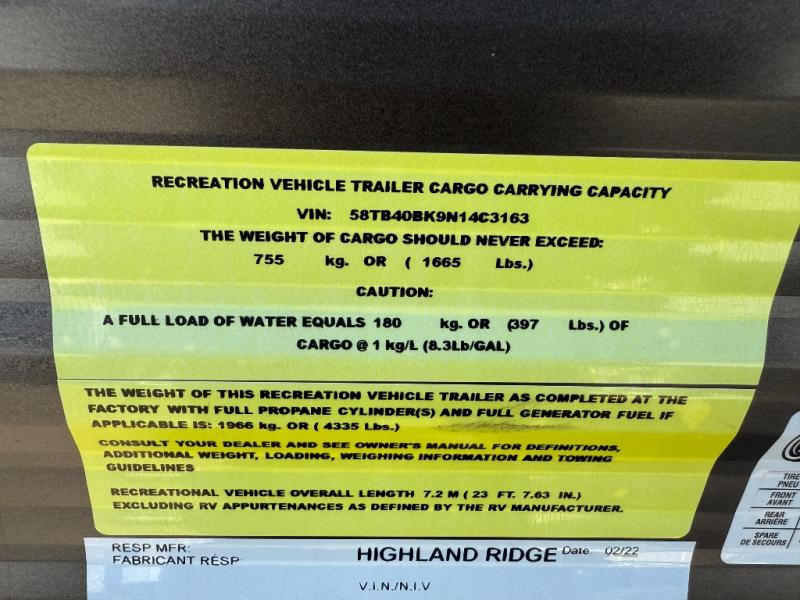 RECREATION VEHICLE TRAILER CARGO CARRYING CAPACITY
VIN: 58TB40BK9N14C3163
THE WEIGHT OF CARGO SHOULD NEVER EXCEED:
755 kg. OR ( 1665 Lbs.)
CAUTION:
A FULL LOAD OF WATER EQUALS 180 kg. OR (397 Lbs.) OF
CARGO @ 1 kg/L (8.3Lb/GAL)
THE WEIGHT OF THIS RECREATION VEHICLE TRAILER AS COMPLETED AT THE
FACTORY WITH FULL PROPANE CYLINDER(S) AND FULL GENERATOR FUEL IF
APPLICABLE IS: 1966 kg. OR ( 4335 Lbs.)
CONSULT YOUR DEALER AND SEE OWNER'S MANUAL FOR DEFINITIONS,
ADDITIONAL WEIGHT, LOADING, WEIGHING INFORMATION AND TOWING
GUIDELINES
RECREATIONAL VEHICLE OVERALL LENGTH 7.2 M ( 23 FT. 7.63 IN.)
EXCLUDING RV APPURTENANCES AS DEFINED BY THE RV MANUFACTURER.
RESP MFR:
FABRICANT RÉSP
HIGHLAND RIDGE Date: 02/22
V.I.N./N.I.V
TIRE
PNEU
FRONT
AVANT
REAR
ARRIÈRE
SPARE
DE SECOURS